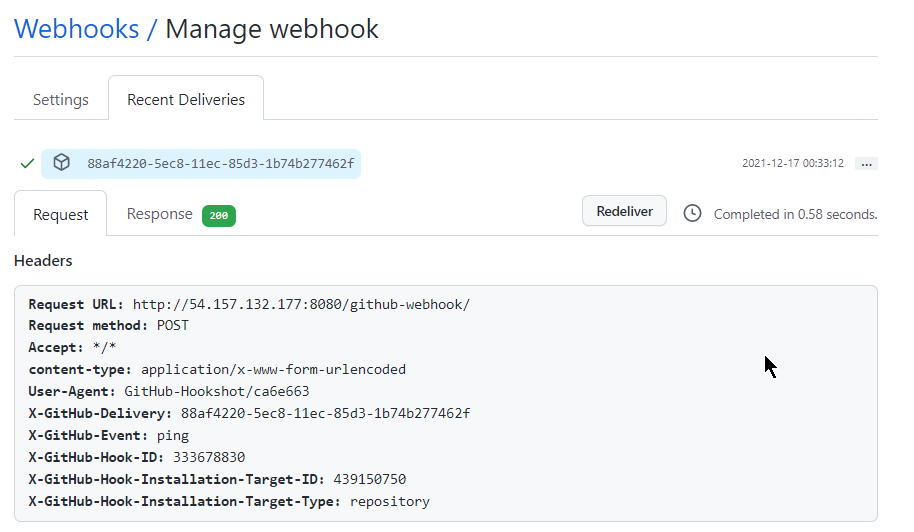 Webhooks / Manage webhook
Settings
Recent Deliveries
88af4220-5ec8-11ec-85d3-1b74b277462f
2021-12-17 00:33:12
...
Request
Response 200
Redeliver
Completed in 0.58 seconds.
Headers
Request URL: http://54.157.132.177:8080/github-webhook/
Request method: POST
Accept: */*
content-type: application/x-www-form-urlencoded
User-Agent: GitHub-Hookshot/ca6e663
X-GitHub-Delivery: 88af4220-5ec8-11ec-85d3-1b74b277462f
X-GitHub-Event: ping
X-GitHub-Hook-ID: 333678830
X-GitHub-Hook-Installation-Target-ID: 439150750
X-GitHub-Hook-Installation-Target-Type: repository